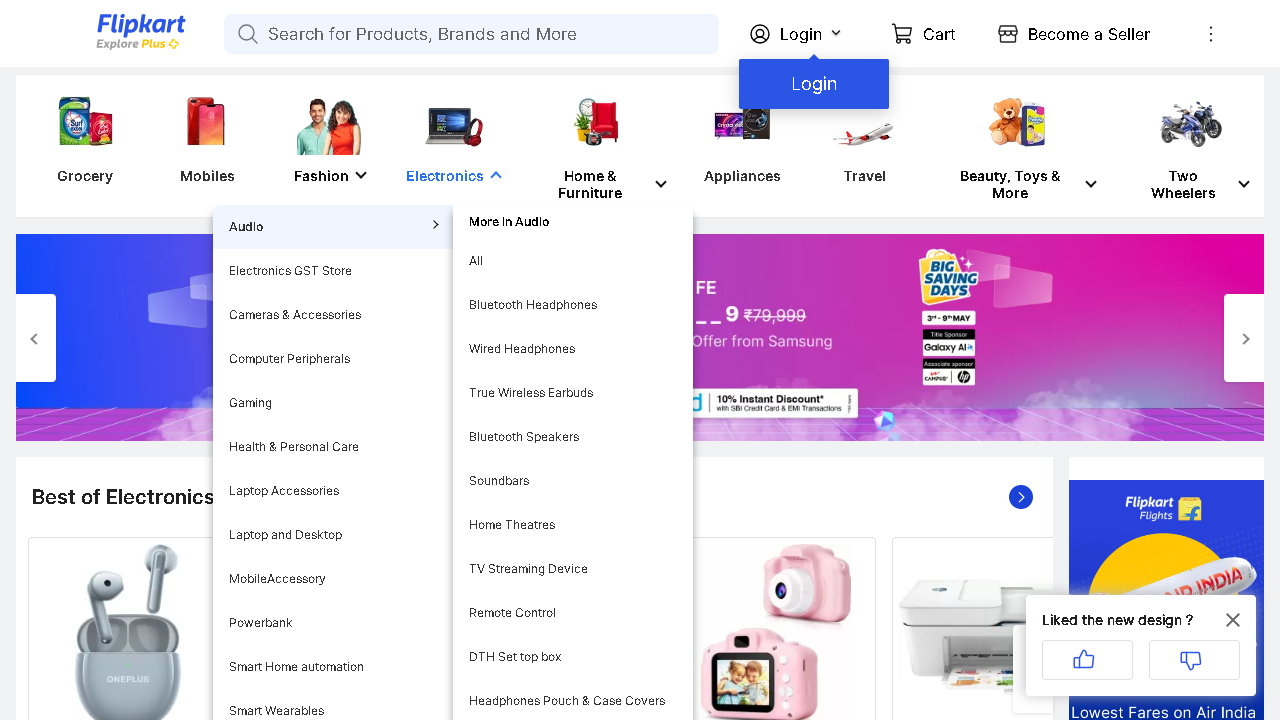 Flipkart
Explore Plus
Search for Products, Brands and More
Login
Cart
Become a Seller
Login
Grocery
Mobiles
Fashion
Electronics
Home & Furniture
Appliances
Travel
Beauty, Toys & More
Two Wheelers
Audio
Electronics GST Store
Cameras & Accessories
Computer Peripherals
Gaming
Health & Personal Care
Laptop Accessories
Laptop and Desktop
MobileAccessory
Powerbank
Smart Home automation
Smart Wearables
More In Audio
All
Bluetooth Headphones
Wired Headphones
True Wireless Earbuds
Bluetooth Speakers
Soundbars
Home Theatres
TV Streaming Device
Remote Control
DTH Set top box
Headphones Pouch & Case Covers
FE
__9 ₹79,999
Offer from Samsung
10% Instant Discount*
with SBI Credit Card & EMI Transactions
BIG
SAVING
DAYS
3rd - 9th MAY
Title Sponsor
Galaxy AI
Associate sponsor
CAMPUS
hp
Best of Electronics
ONEPLUS
Flipkart
Flights
AIR INDIA
Liked the new design ?
Lowest Fares on Air India